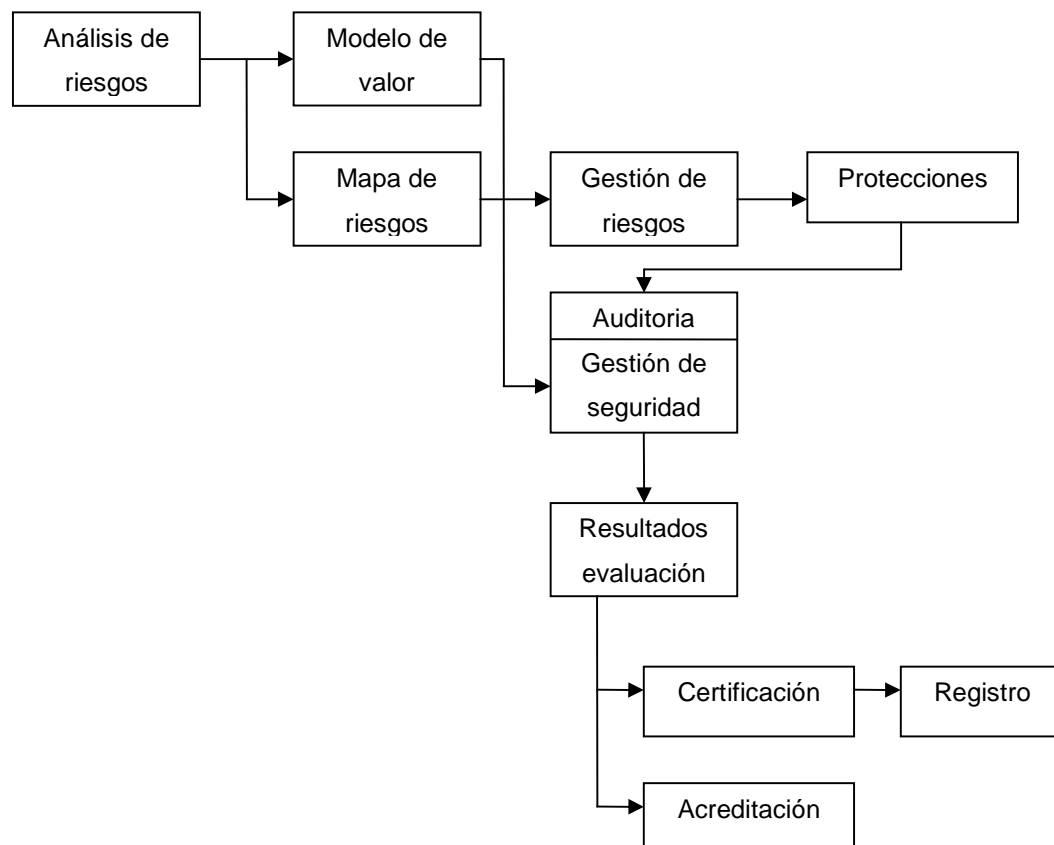 Análisis de
riesgos
Modelo de
valor
Mapa de
riesgos
Gestión de
riesgos
Protecciones
Auditoria
Gestión de
seguridad
Resultados
evaluación
Certificación
Registro
Acreditación